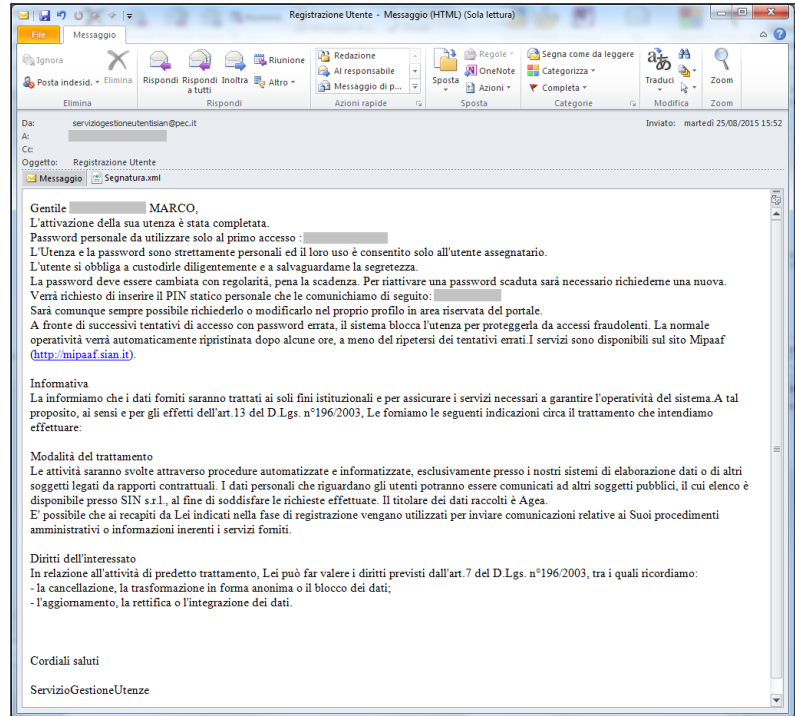 Registrazione Utente - Messaggio (HTML) (Sola lettura)
File Messaggio
Ignora
Posta indesid. Elimina
Rispondi Rispondi a tutti Inoltra
Riunione
Altro
Redazione
Al responsabile
Messaggio di p...
Sposta
Regole
OneNote
Azioni
Segna come da leggere
Categorizza
Completa
Traduci
Zoom
Elimina Rispondi Azioni rapide Sposta Categorie Modifica Zoom
Da: serviziogestioneutentisian@pec.it Inviato: martedì 25/08/2015 15:52
A:
Cc:
Oggetto: Registrazione Utente
Messaggio Segnatura.xml
Gentile MARCO,
L'attivazione della sua utenza è stata completata.
Password personale da utilizzare solo al primo accesso :
L'Utenza e la password sono strettamente personali ed il loro uso è consentito solo all'utente assegnatario.
L'utente si obbliga a custodirle diligentemente e a salvaguardarne la segretezza.
La password deve essere cambiata con regolarità, pena la scadenza. Per riattivare una password scaduta sarà necessario richiederne una nuova.
Verrà richiesto di inserire il PIN statico personale che le comunichiamo di seguito:
Sarà comunque sempre possibile richiederlo o modificarlo nel proprio profilo in area riservata del portale.
A fronte di successivi tentativi di accesso con password errata, il sistema blocca l'utenza per proteggerla da accessi fraudolenti. La normale
operatività verrà automaticamente ripristinata dopo alcune ore, a meno del ripetersi dei tentativi errati.I servizi sono disponibili sul sito Mipaaf
(http://mipaaf.sian.it).
Informativa
La informiamo che i dati forniti saranno trattati ai soli fini istituzionali e per assicurare i servizi necessari a garantire l'operatività del sistema.A tal
proposito, ai sensi e per gli effetti dell'art.13 del D.Lgs. n°196/2003, Le forniamo le seguenti indicazioni circa il trattamento che intendiamo
effettuare:
Modalità del trattamento
Le attività saranno svolte attraverso procedure automatizzate e informatizzate, esclusivamente presso i nostri sistemi di elaborazione dati o di altri
soggetti legati da rapporti contrattuali. I dati personali che riguardano gli utenti potranno essere comunicati ad altri soggetti pubblici, il cui elenco è
disponibile presso SIN s.r.l., al fine di soddisfare le richieste effettuate. Il titolare dei dati raccolti è Agea.
E' possibile che ai recapiti da Lei indicati nella fase di registrazione vengano utilizzati per inviare comunicazioni relative ai Suoi procedimenti
amministrativi o informazioni inerenti i servizi forniti.
Diritti dell'interessato
In relazione all'attività di predetto trattamento, Lei può far valere i diritti previsti dall'art.7 del D.Lgs. n°196/2003, tra i quali ricordiamo:
- la cancellazione, la trasformazione in forma anonima o il blocco dei dati;
- l'aggiornamento, la rettifica o l'integrazione dei dati.
Cordiali saluti
ServizioGestioneUtenze